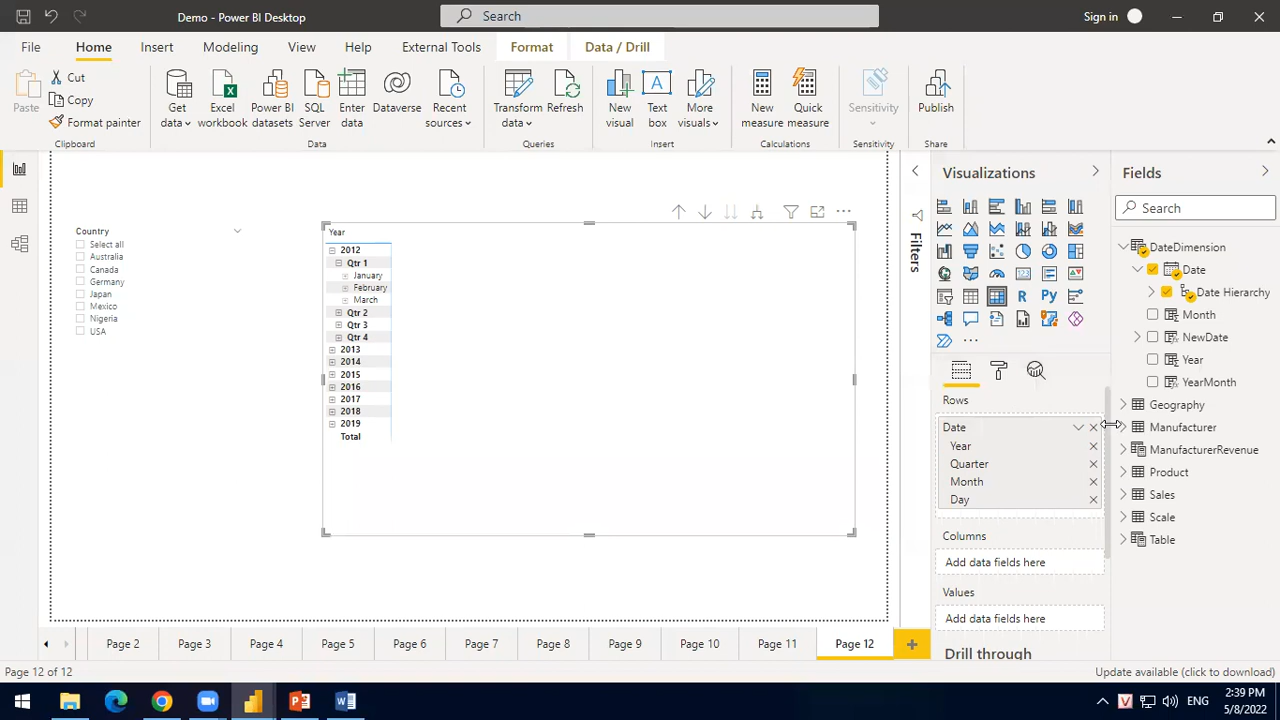 Demo - Power BI Desktop
Search
Sign in
File
Home
Insert
Modeling
View
Help
External Tools
Format
Data / Drill
Paste
Cut
Copy
Format painter
Get data
Excel workbook
Power BI datasets
SQL Server
Enter data
Dataverse
Recent sources
Transform data
Refresh
New visual
Text box
More visuals
New measure
Quick measure
Sensitivity
Publish
Clipboard
Data
Queries
Insert
Calculations
Sensitivity
Share
Country
Select all
Australia
Canada
Germany
Japan
Mexico
Nigeria
USA
Year
2012
Qtr 1
January
February
March
Qtr 2
Qtr 3
Qtr 4
2013
2014
2015
2016
2017
2018
2019
Total
Filters
Visualizations
R
Py
Rows
Date
Year
Quarter
Month
Day
Columns
Add data fields here
Values
Add data fields here
Drill through
Fields
Search
DateDimension
Date
Date Hierarchy
Month
NewDate
Year
YearMonth
Geography
Manufacturer
ManufacturerRevenue
Product
Sales
Scale
Table
Page 2
Page 3
Page 4
Page 5
Page 6
Page 7
Page 8
Page 9
Page 10
Page 11
Page 12
Page 12 of 12
Update available (click to download)
ENG
2:39 PM
5/8/2022